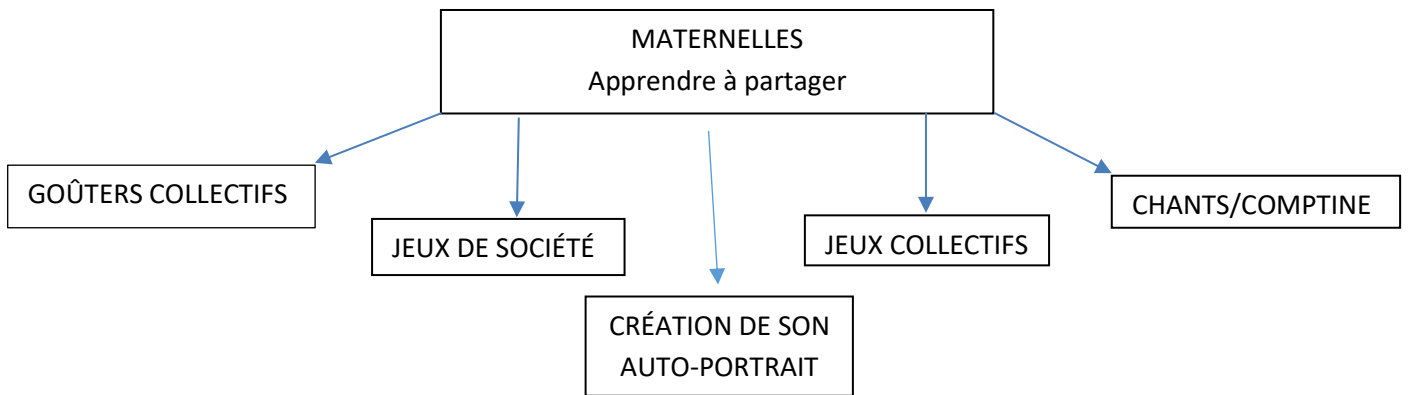 MATERNELLES
Apprendre à partager
GOÛTERS COLLECTIFS
JEUX DE SOCIÉTÉ
CRÉATION DE SON
AUTO-PORTRAIT
JEUX COLLECTIFS
CHANTS/COMPTINE